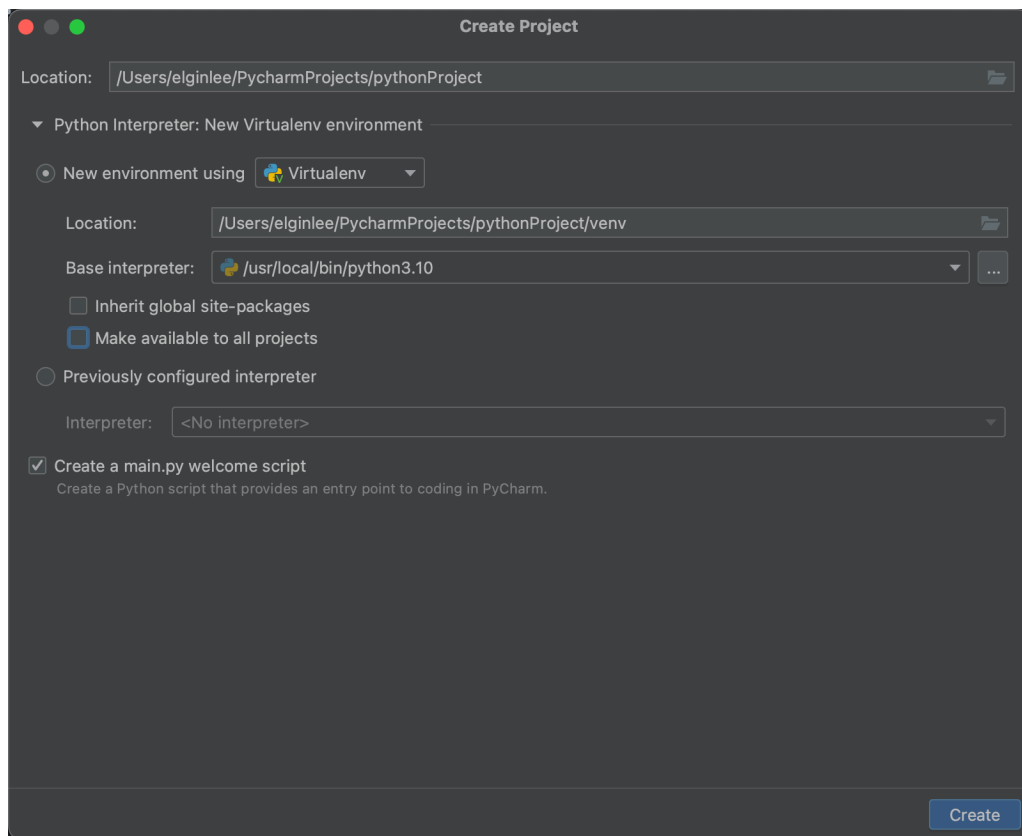 Create Project
Location: /Users/elginlee/PycharmProjects/pythonProject
Python Interpreter: New Virtualenv environment
New environment using Virtualenv
Location: /Users/elginlee/PycharmProjects/pythonProject/venv
Base interpreter: /usr/local/bin/python3.10 ...
Inherit global site-packages
Make available to all projects
Previously configured interpreter
Interpreter: <No interpreter>
Create a main.py welcome script
Create a Python script that provides an entry point to coding in PyCharm.
Create